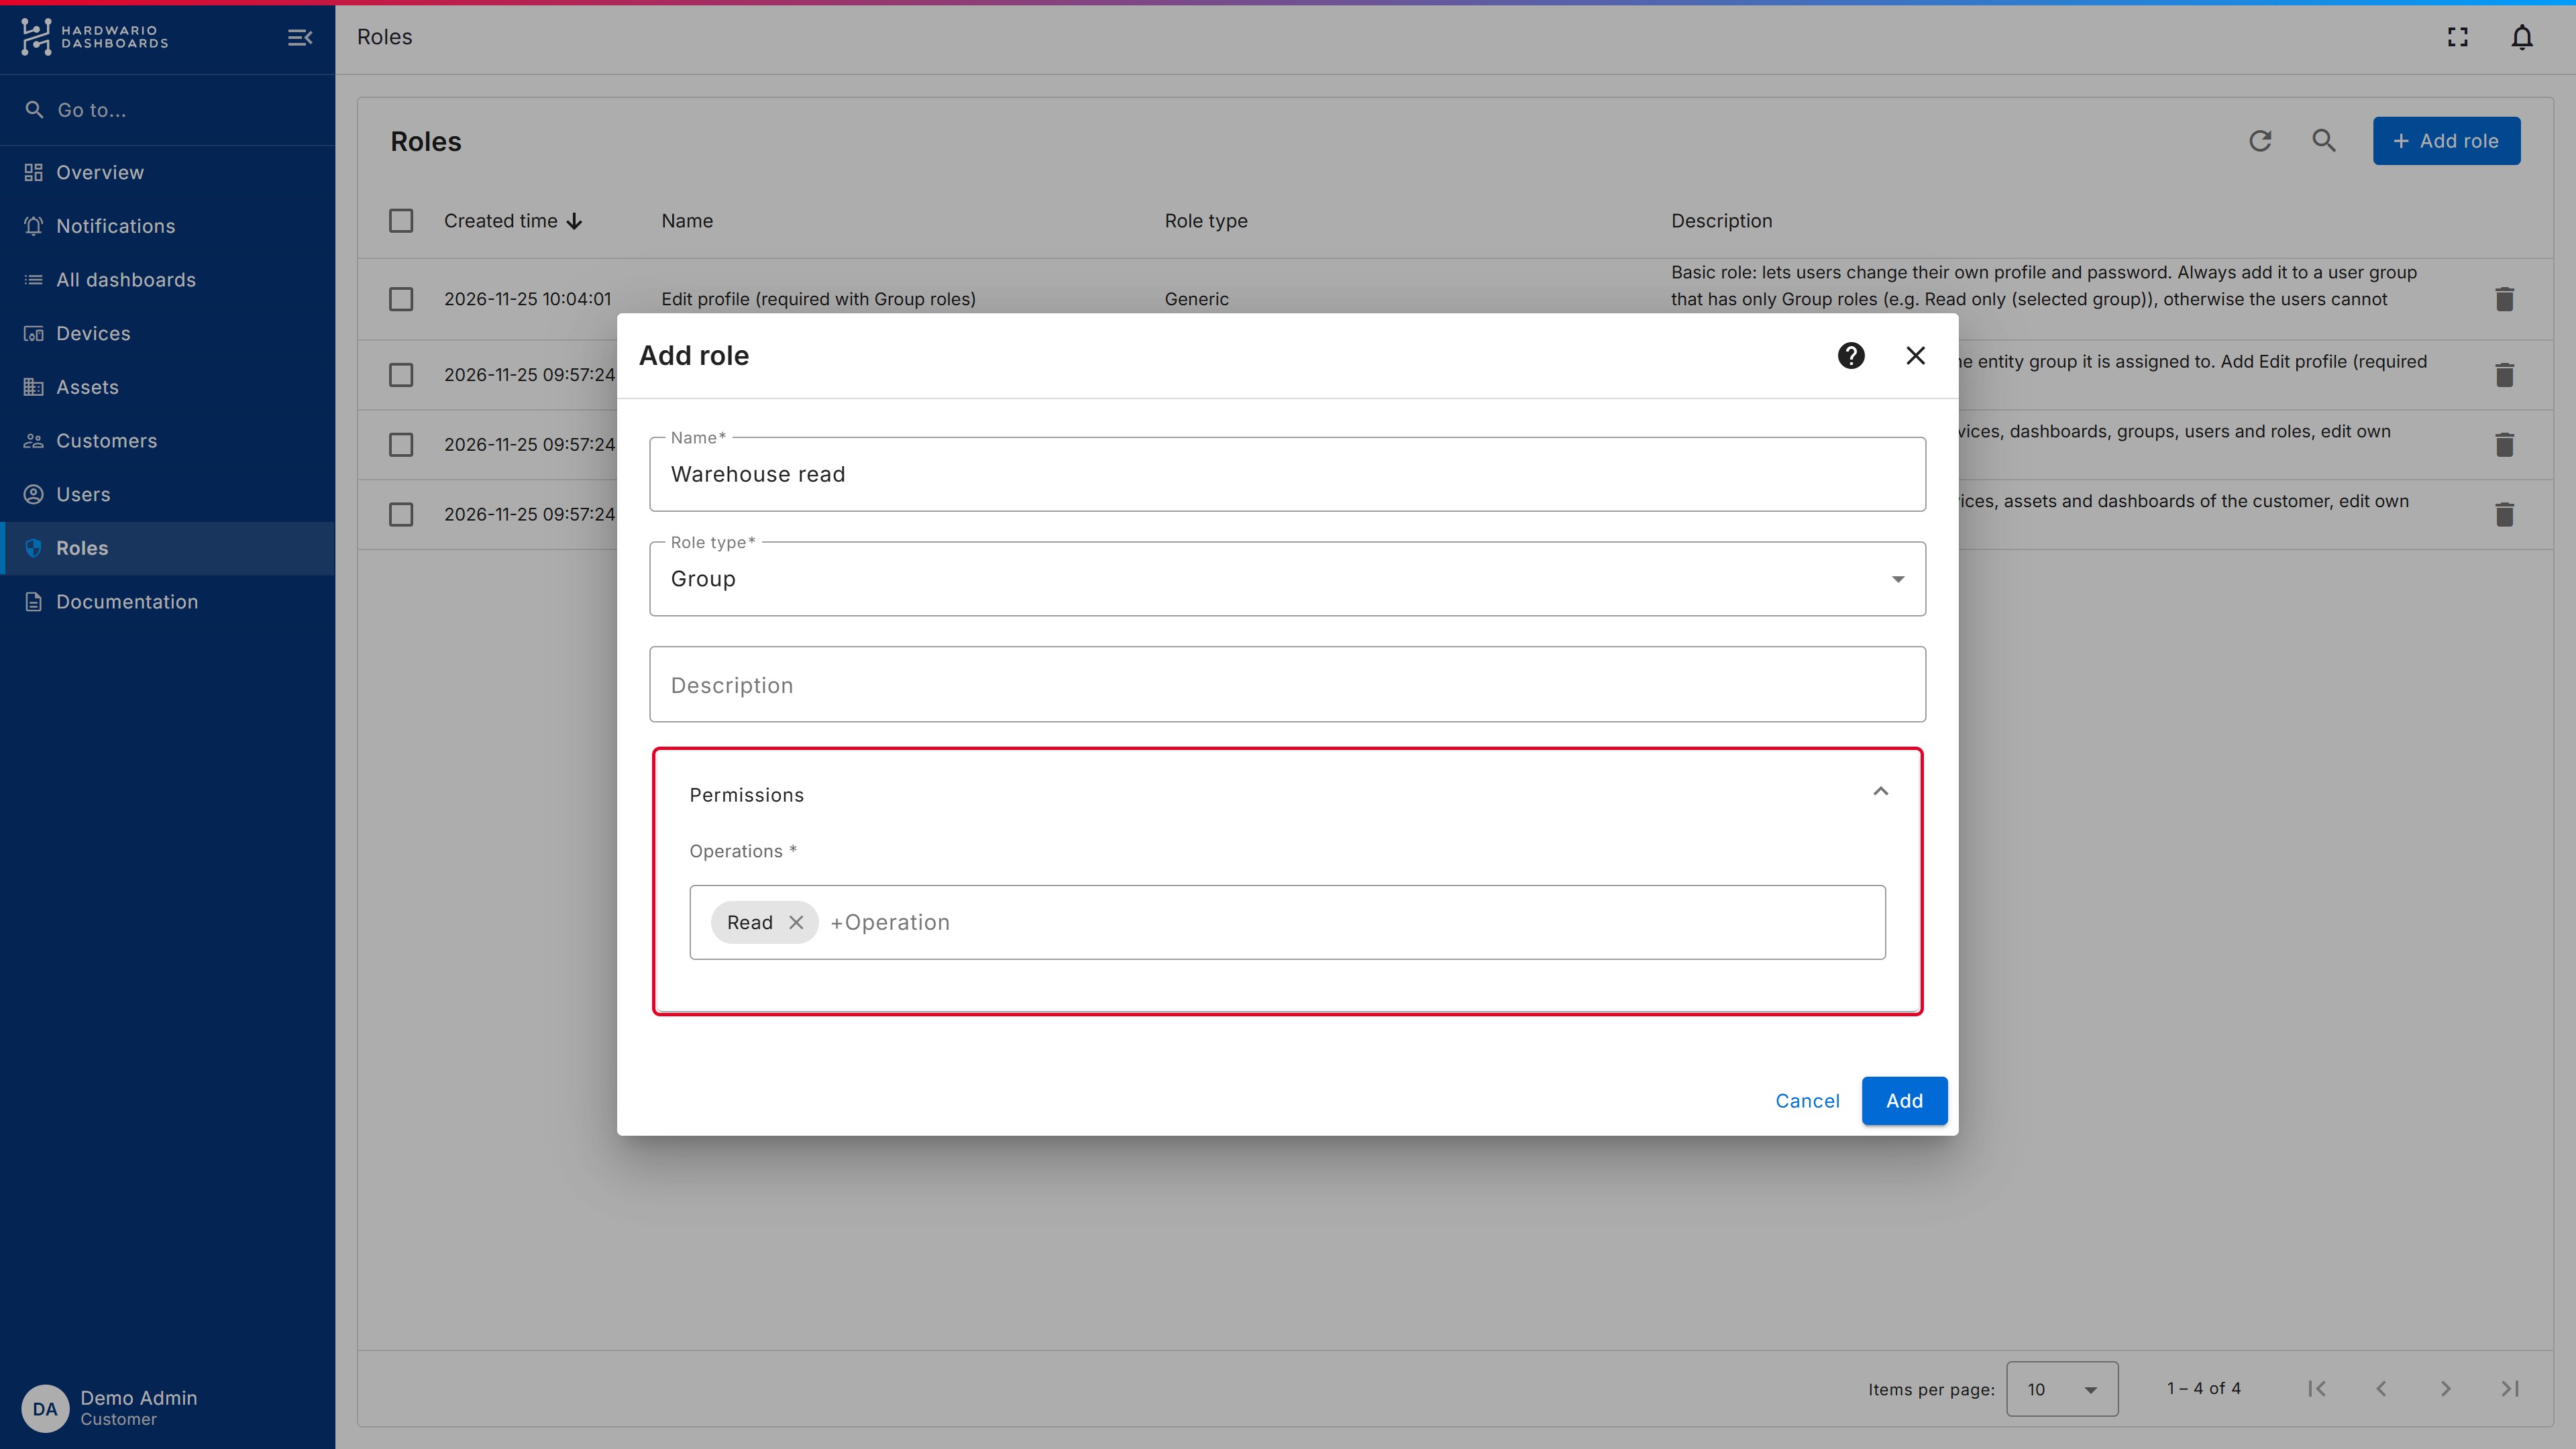 HARDWARIO
DASHBOARDS
Roles
Go to...
Overview
Notifications
All dashboards
Devices
Assets
Customers
Users
Roles
Documentation
DA
Demo Admin
Customer
Roles
Add role
Created time
Name
Role type
Description
2026-11-25 10:04:01
Edit profile (required with Group roles)
Generic
Basic role: lets users change their own profile and password. Always add it to a user group
that has only Group roles (e.g. Read only (selected group)), otherwise the users cannot
2026-11-25 09:57:24
entity group it is assigned to. Add Edit profile (required
2026-11-25 09:57:24
dashboards, groups, users and roles, edit own
2026-11-25 09:57:24
assets and dashboards of the customer, edit own
Add role
Name*
Warehouse read
Role type*
Group
Description
Permissions
Operations *
Read
+Operation
Cancel
Add
Items per page:
10
1 – 4 of 4